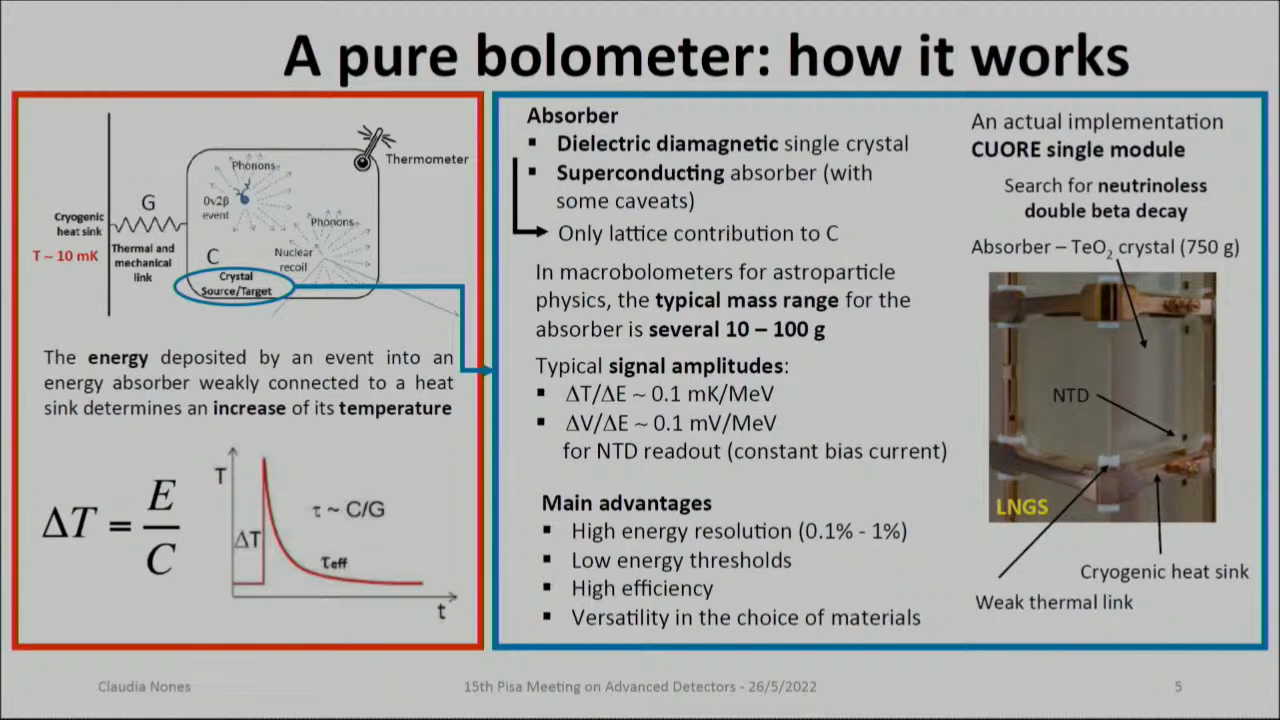 A pure bolometer: how it works
Thermometer
Phonons
0ν2β
event
G
Phonons
Cryogenic
heat sink
T ~ 10 mK
Thermal and
mechanical
link
C
Nuclear
recoil
Crystal
Source/Target
The energy deposited by an event into an
energy absorber weakly connected to a heat
sink determines an increase of its temperature
ΔT = E/C
T
ΔT
τ ~ C/G
τeff
t
Absorber
▪ Dielectric diamagnetic single crystal
▪ Superconducting absorber (with
some caveats)
Only lattice contribution to C
In macrobolometers for astroparticle
physics, the typical mass range for the
absorber is several 10 – 100 g
Typical signal amplitudes:
▪ ΔT/ΔE ~ 0.1 mK/MeV
▪ ΔV/ΔE ~ 0.1 mV/MeV
for NTD readout (constant bias current)
Main advantages
▪ High energy resolution (0.1% - 1%)
▪ Low energy thresholds
▪ High efficiency
▪ Versatility in the choice of materials
An actual implementation
CUORE single module
Search for neutrinoless
double beta decay
Absorber – TeO₂ crystal (750 g)
NTD
LNGS
Cryogenic heat sink
Weak thermal link
Claudia Nones
15th Pisa Meeting on Advanced Detectors - 26/5/2022
5